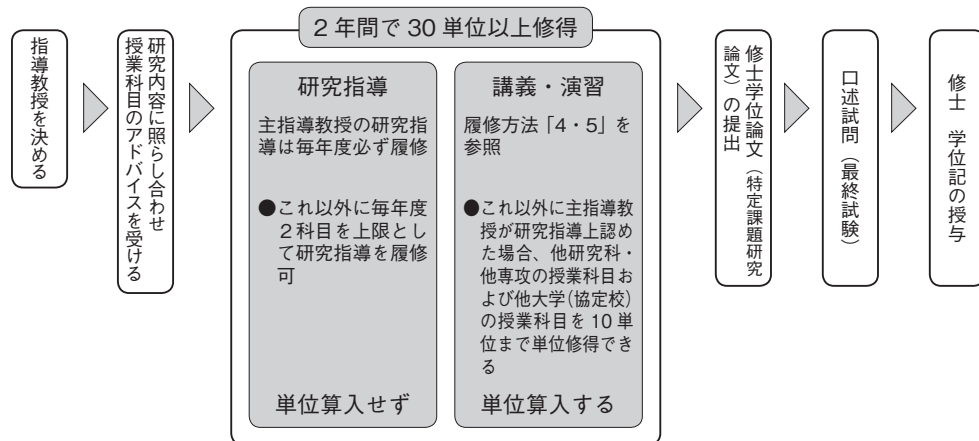 指導教授を決める
研究内容に照らし合わせ
授業科目のアドバイスを受ける
2年間で30単位以上修得
研究指導
主指導教授の研究指
導は毎年度必ず履修
●これ以外に毎年度
2科目を上限とし
て研究指導を履修
可
単位算入せず
講義・演習
履修方法「4・5」を
参照
●これ以外に主指導教
授が研究指導上認め
た場合、他研究科・
他専攻の授業科目お
よび他大学(協定校)
の授業科目を10単
位まで単位修得でき
る
単位算入する
修士学位論文(特定課題研究
論文)の提出
口述試問(最終試験)
修士 学位記の授与